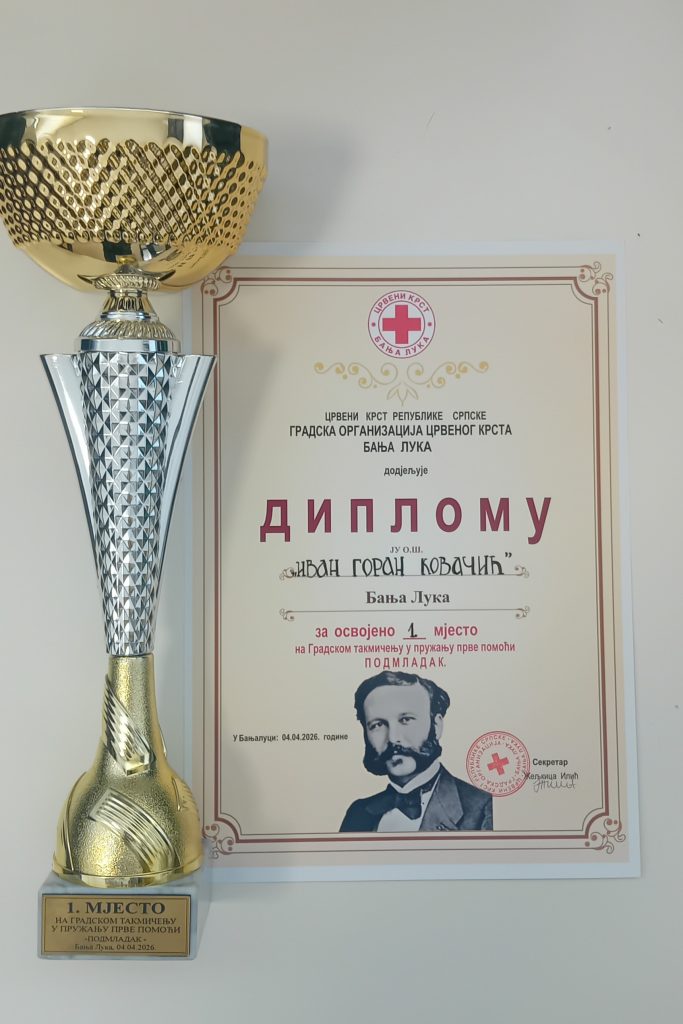 ЦРВЕНИ КРСТ
БАЊА ЛУКА
ЦРВЕНИ КРСТ РЕПУБЛИКЕ СРПСКЕ
ГРАДСКА ОРГАНИЗАЦИЈА ЦРВЕНОГ КРСТА
БАЊА ЛУКА
додјељује
ДИПЛОМУ
ЈУ О.Ш.
„ИВАН ГОРАН КОВАЧИЋ”
Бања Лука
за освојено 1. мјесто
на Градском такмичењу у пружању прве помоћи
ПОДМЛАДАК.
У Бањалуци: 04.04.2026. године
Секретар
Жељкица Илић
1. МЈЕСТО
НА ГРАДСКОМ ТАКМИЧЕЊУ
У ПРУЖАЊУ ПРВЕ ПОМОЋИ
-ПОДМЛАДАК-
Бања Лука, 04.04.2026.